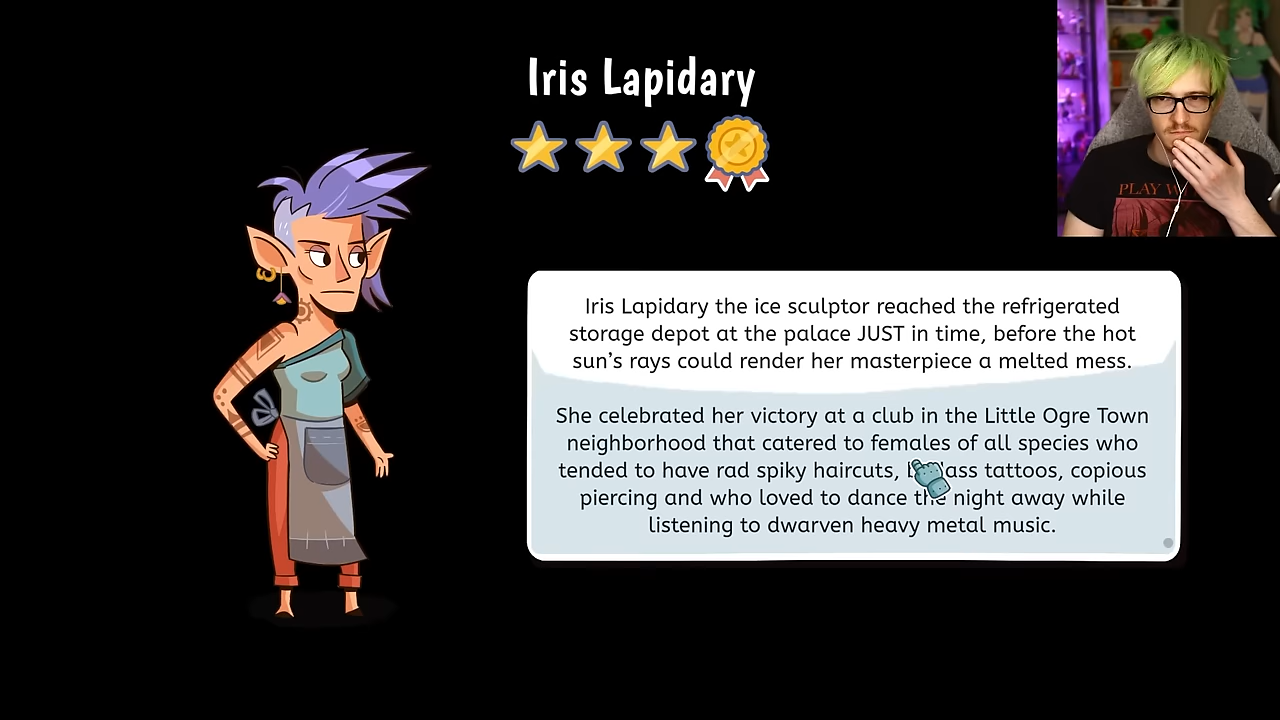 Iris Lapidary
PLAY W
Iris Lapidary the ice sculptor reached the refrigerated
storage depot at the palace JUST in time, before the hot
sun's rays could render her masterpiece a melted mess.
She celebrated her victory at a club in the Little Ogre Town
neighborhood that catered to females of all species who
tended to have rad spiky haircuts, tattoos, copious
piercing and who loved to dance the night away while
listening to dwarven heavy metal music.